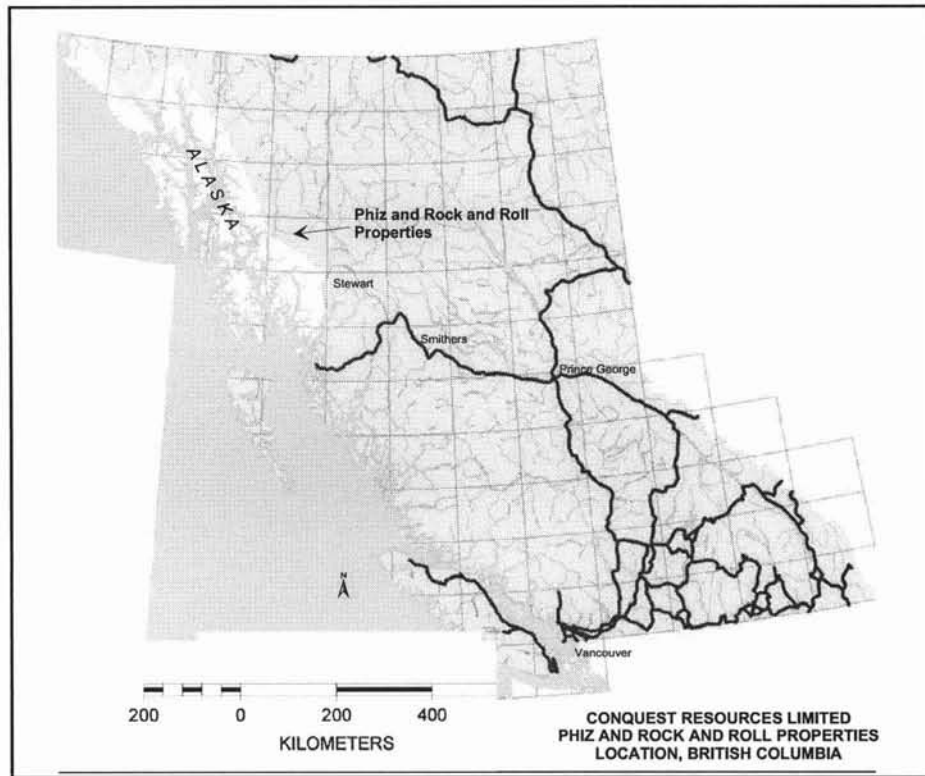 ALASKA
Phiz and Rock and Roll
Properties
Stewart
Smithers
Prince George
N
Vancouver
200 0 200 400
KILOMETERS
CONQUEST RESOURCES LIMITED
PHIZ AND ROCK AND ROLL PROPERTIES
LOCATION, BRITISH COLUMBIA